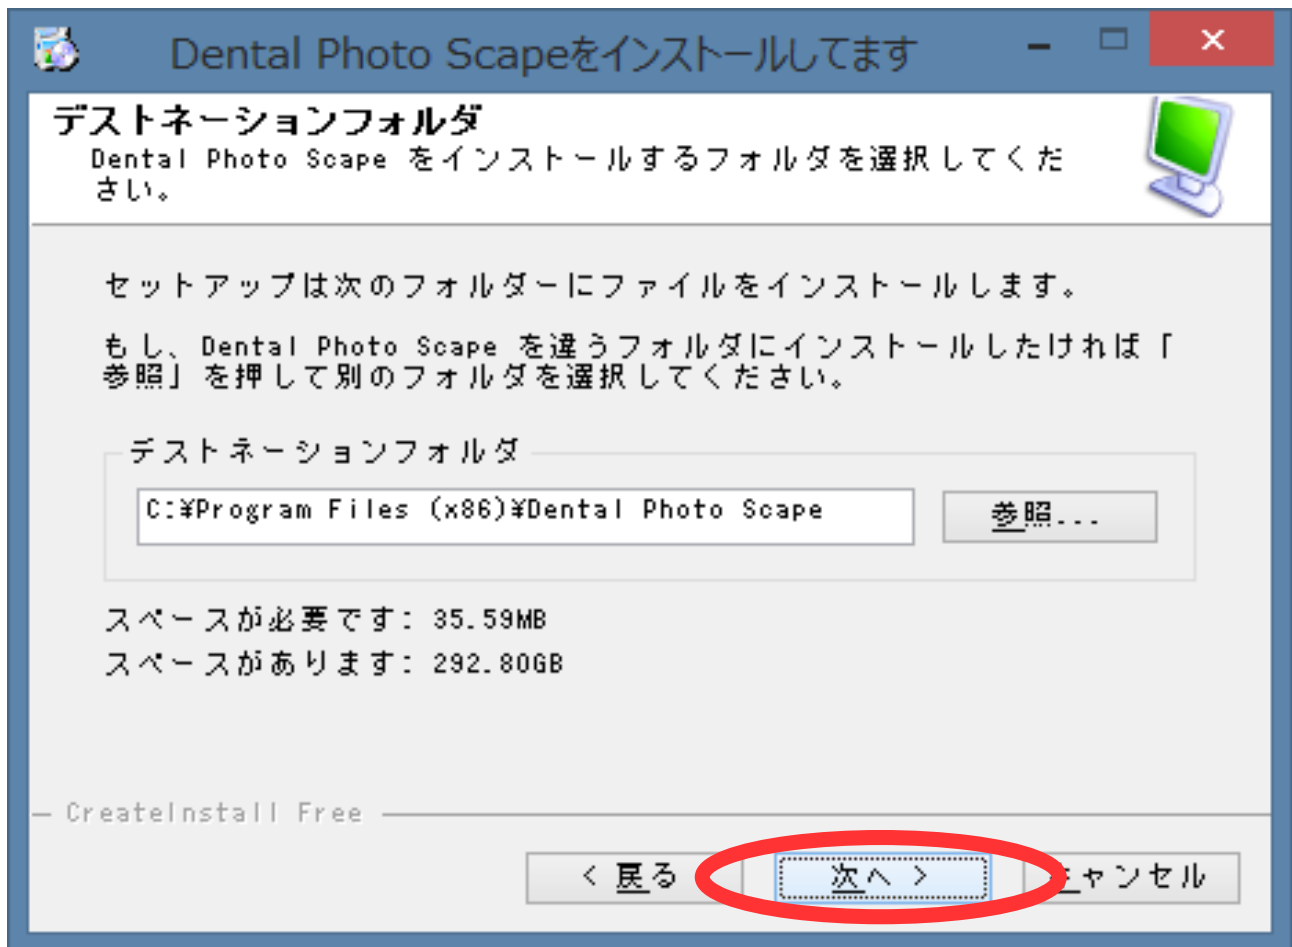 Dental Photo Scapeをインストールしてます
デストネーションフォルダ
Dental Photo Scape をインストールするフォルダを選択してくだ
さい。
セットアップは次のフォルダーにファイルをインストールします。
もし、Dental Photo Scape を違うフォルダにインストールしたければ「
参照」を押して別のフォルダを選択してください。
デストネーションフォルダ
C:¥Program Files (x86)¥Dental Photo Scape
参照...
スペースが必要です: 35.59MB
スペースがあります: 292.80GB
CreateInstall Free
< 戻る
次へ >
キャンセル